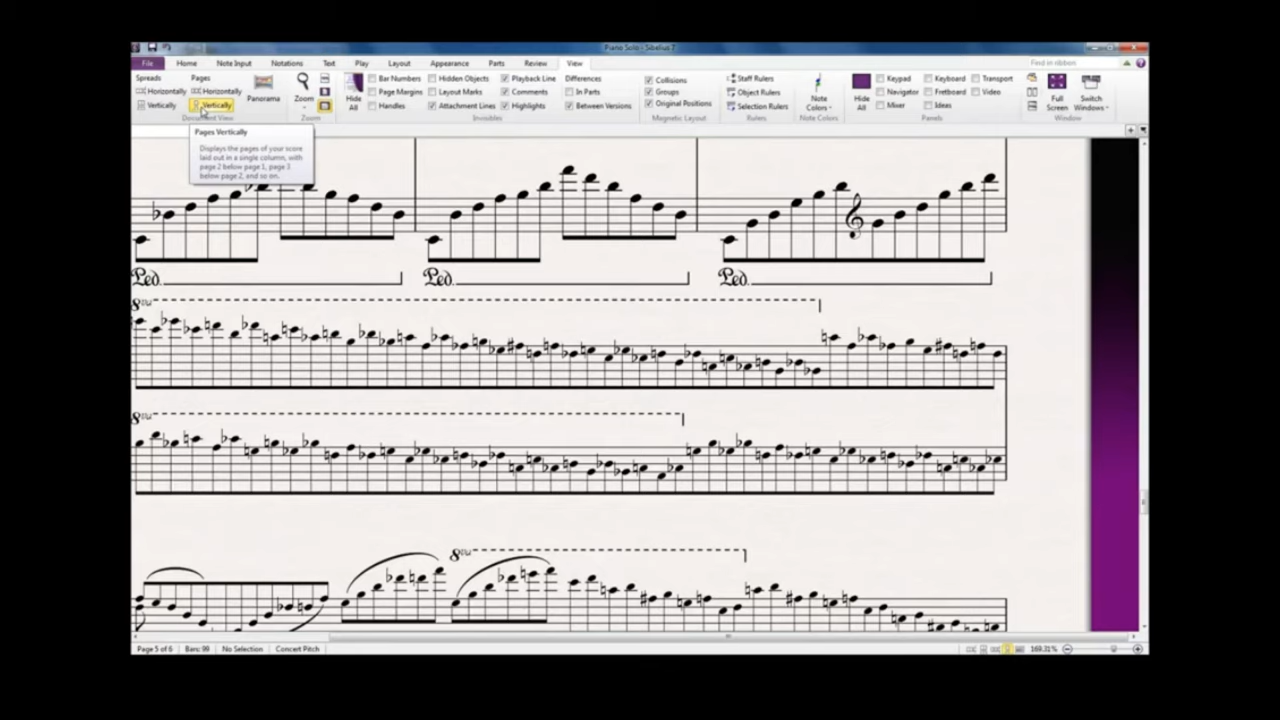 Piano Solo - Sibelius 7
File Home Note Input Notations Text Play Layout Appearance Parts Review View Find in ribbon
Spreads Pages
Horizontally Horizontally
Vertically Vertically
Panorama
Document View
Zoom
Zoom
Hide All
Bar Numbers Hidden Objects Playback Line Differences
Page Margins Layout Marks Comments In Parts
Handles Attachment Lines Highlights Between Versions
Invisibles
Collisions
Groups
Original Positions
Magnetic Layout
Staff Rulers
Object Rulers
Selection Rulers
Rulers
Note Colors
Note Colors
Hide All
Keypad Keyboard Transport
Navigator Fretboard Video
Mixer Ideas
Panels
Full Screen
Switch Windows
Window
Pages Vertically
Displays the pages of your score
laid out in a single column, with
page 2 below page 1, page 3
below page 2, and so on.
Ped. Ped. Ped.
8va
8va
8va
Page 5 of 6 Bars: 99 No Selection Concert Pitch 169.31%